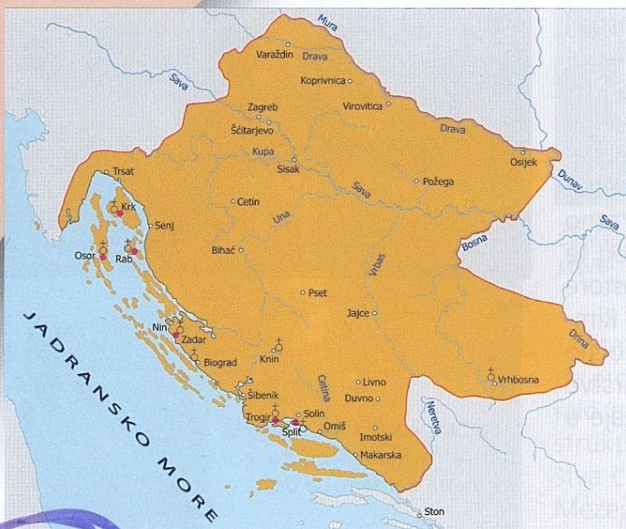 Mura
Varaždin
Drava
Koprivnica
Sava
Zagreb
Virovitica
Šćitarjevo
Drava
Kupa
Osijek
Sisak
Trsat
Sava
Požega
Dunav
Krk
Cetin
Una
Senj
Sava
Bosna
Bihać
Osor
Rab
Vrbas
Pset
Jajce
Nin
Zadar
Drina
Knin
Biograd
JADRANSKO MORE
Cetina
Livno
Vrhbosna
Šibenik
Duvno
Trogir
Solin
Neretva
Split
Omiš
Imotski
Makarska
Ston